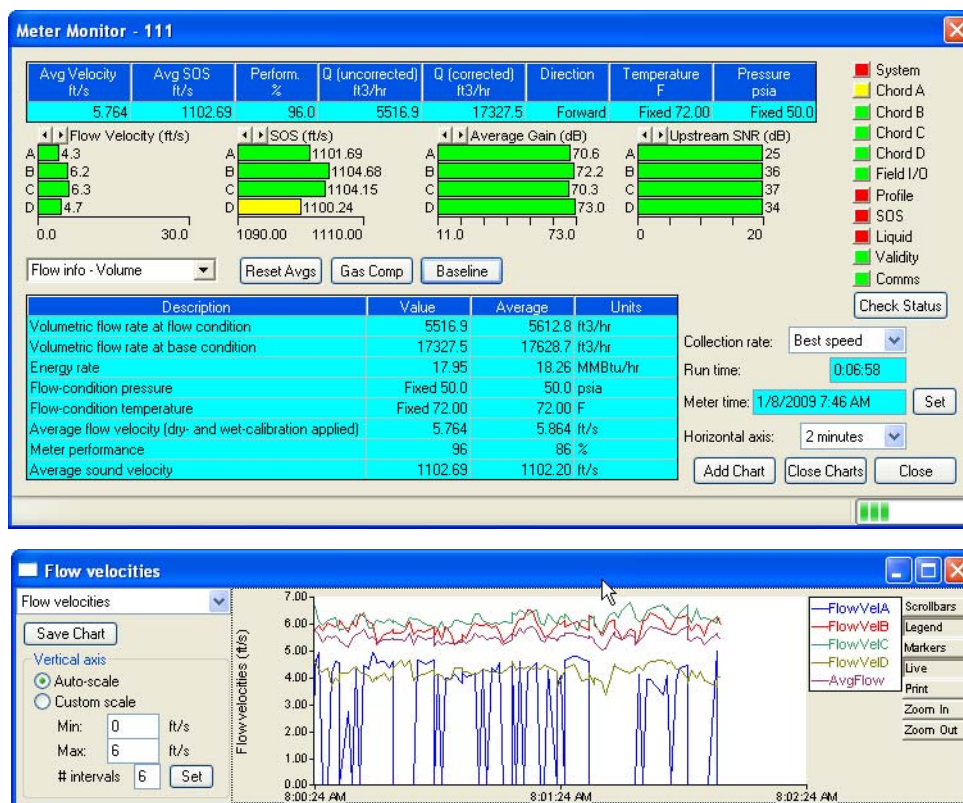 Meter Monitor - 111
Avg Velocity ft/s Avg SOS ft/s Perform. % Q (uncorrected) ft3/hr Q (corrected) ft3/hr Direction Temperature F Pressure psia
5.764 1102.69 96.0 5516.9 17327.5 Forward Fixed 72.00 Fixed 50.0
Flow Velocity (ft/s) SOS (ft/s) Average Gain (dB) Upstream SNR (dB)
A 4.3 A 1101.69 A 70.6 A 25
B 6.2 B 1104.68 B 72.2 B 36
C 6.3 C 1104.15 C 70.3 C 37
D 4.7 D 1100.24 D 73.0 D 34
0.0 30.0 1090.00 1110.00 11.0 73.0 0 20
System
Chord A
Chord B
Chord C
Chord D
Field I/O
Profile
SOS
Liquid
Validity
Comms
Check Status
Flow info - Volume Reset Avgs Gas Comp Baseline
Description Value Average Units
Volumetric flow rate at flow condition 5516.9 5612.8 ft3/hr
Volumetric flow rate at base condition 17327.5 17628.7 ft3/hr
Energy rate 17.95 18.26 MMBtu/hr
Flow-condition pressure Fixed 50.0 50.0 psia
Flow-condition temperature Fixed 72.00 72.00 F
Average flow velocity (dry- and wet-calibration applied) 5.764 5.864 ft/s
Meter performance 96 86 %
Average sound velocity 1102.69 1102.20 ft/s
Collection rate: Best speed
Run time: 0:06:58
Meter time: 1/8/2009 7:46 AM Set
Horizontal axis: 2 minutes
Add Chart Close Charts Close
Flow velocities
Flow velocities
Save Chart
Vertical axis
Auto-scale
Custom scale
Min: 0 ft/s
Max: 6 ft/s
# intervals 6 Set
Flow velocities (ft/s)
7.00
6.00
5.00
4.00
3.00
2.00
1.00
0.00
8:00:24 AM 8:01:24 AM 8:02:24 AM
FlowVelA
FlowVelB
FlowVelC
FlowVelD
AvgFlow
Scrollbars
Legend
Markers
Live
Print
Zoom In
Zoom Out